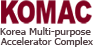 KOMAC
Korea Multi-purpose
Accelerator Complex